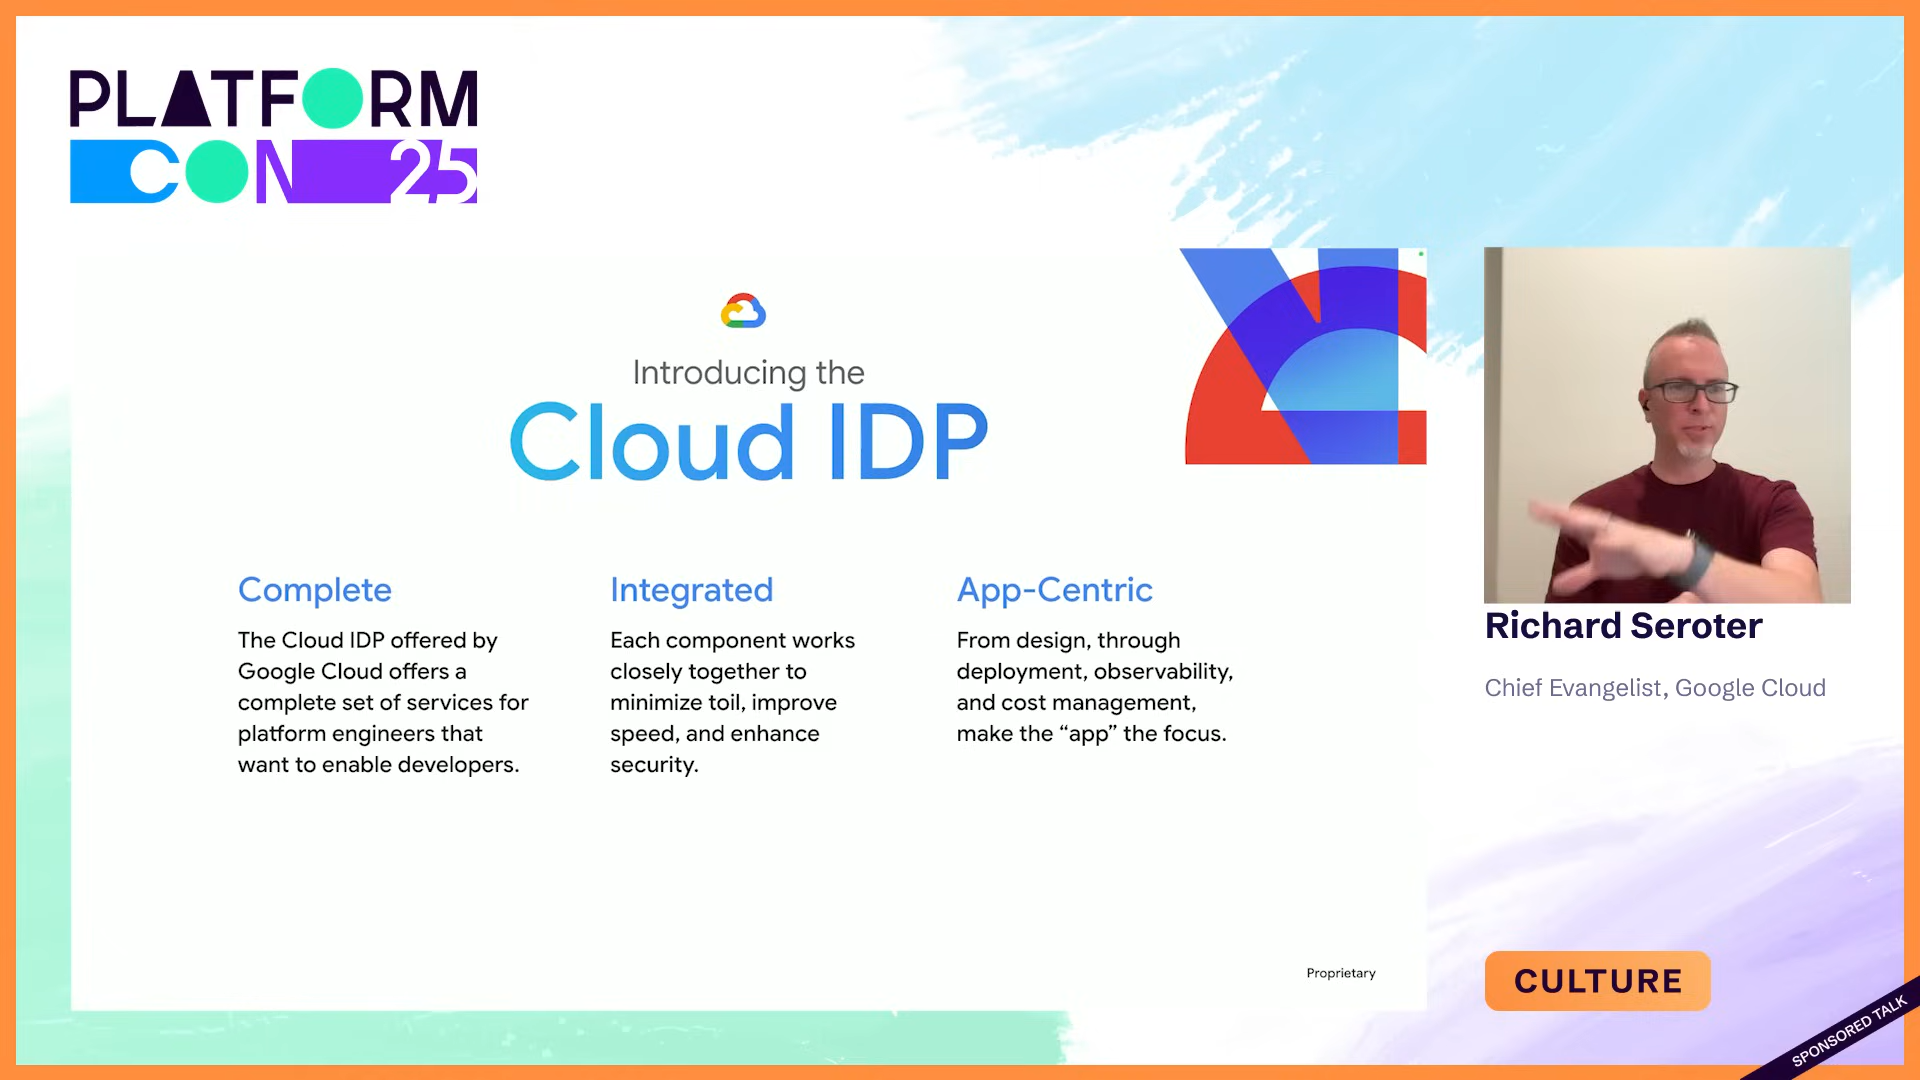 PLATFORM
CON 25
Introducing the
Cloud IDP
Complete
The Cloud IDP offered by
Google Cloud offers a
complete set of services for
platform engineers that
want to enable developers.
Integrated
Each component works
closely together to
minimize toil, improve
speed, and enhance
security.
App-Centric
From design, through
deployment, observability,
and cost management,
make the “app” the focus.
Proprietary
Richard Seroter
Chief Evangelist, Google Cloud
CULTURE
SPONSORED TALK